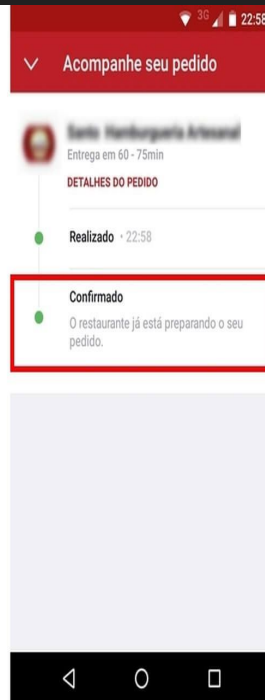 3G 22:58
Acompanhe seu pedido
Entrega em 60 - 75min
DETALHES DO PEDIDO
Realizado • 22:58
Confirmado
O restaurante já está preparando o seu
pedido.